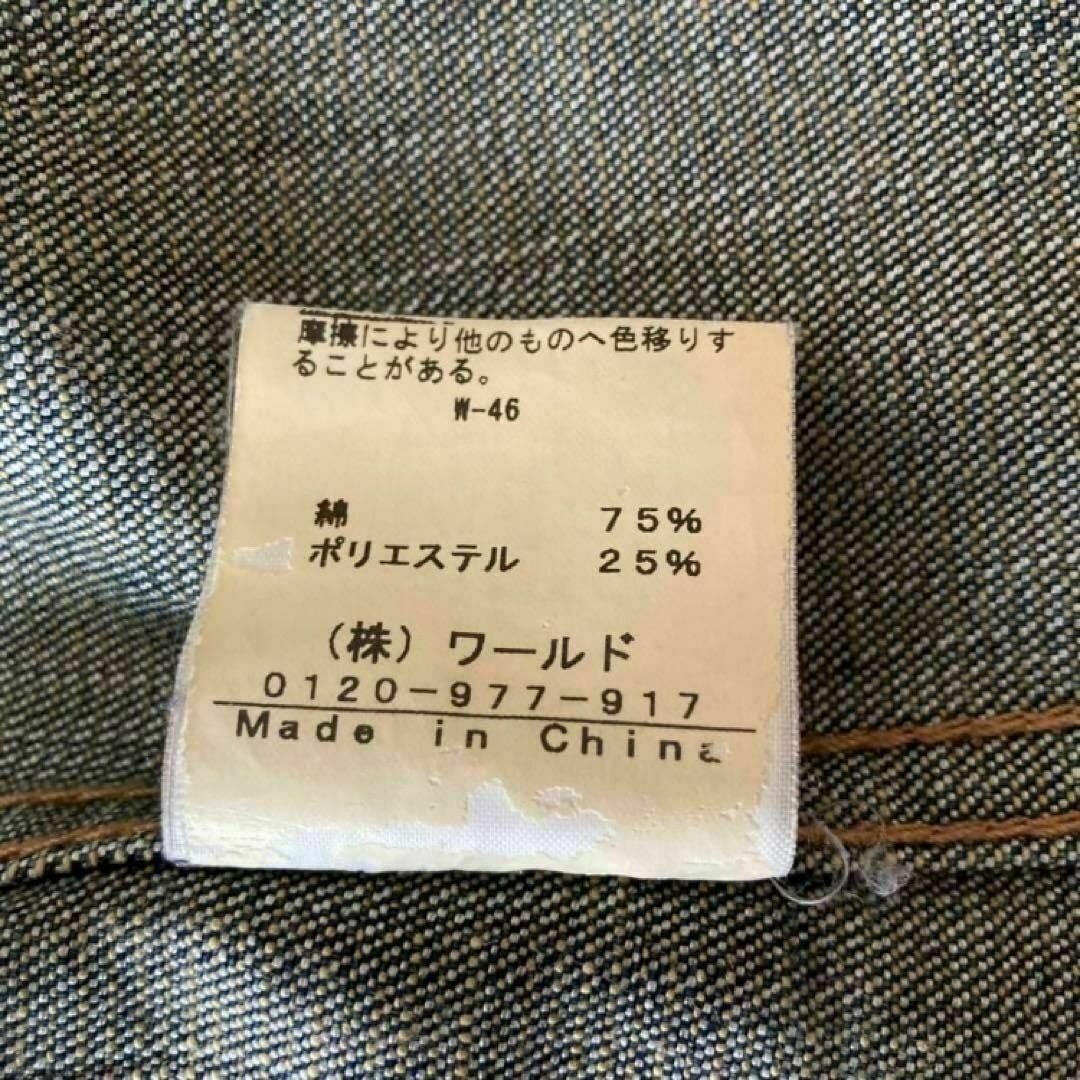 摩擦により他のものへ色移りす
ることがある。
W-46
綿 75%
ポリエステル 25%
(株)ワールド
0120-977-917
Made in China